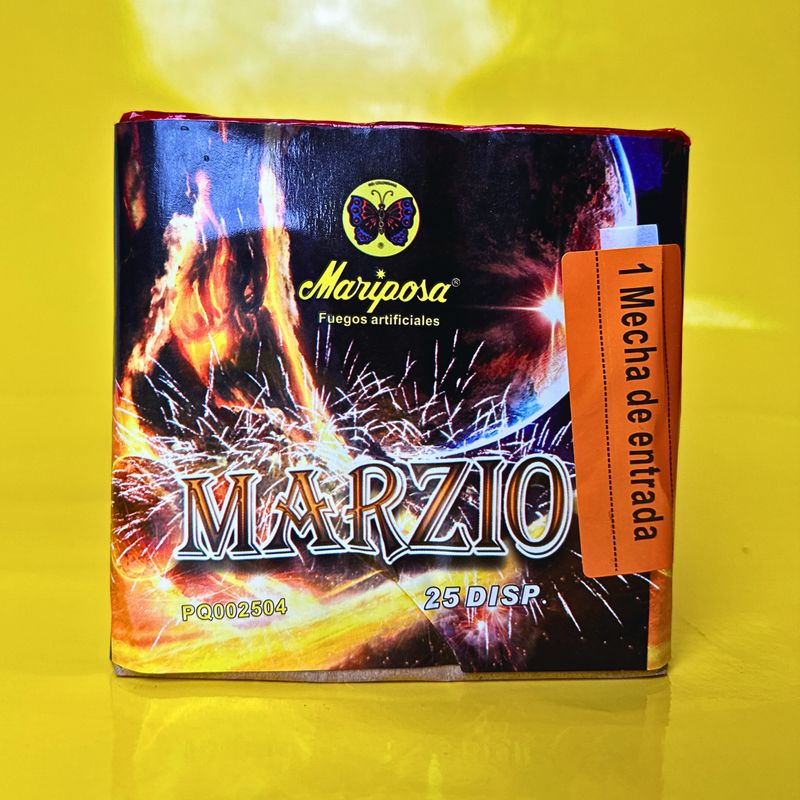 Mariposa®
Fuegos artificiales
1 Mecha de entrada
MARZIO
PQ002504
25 DISP.